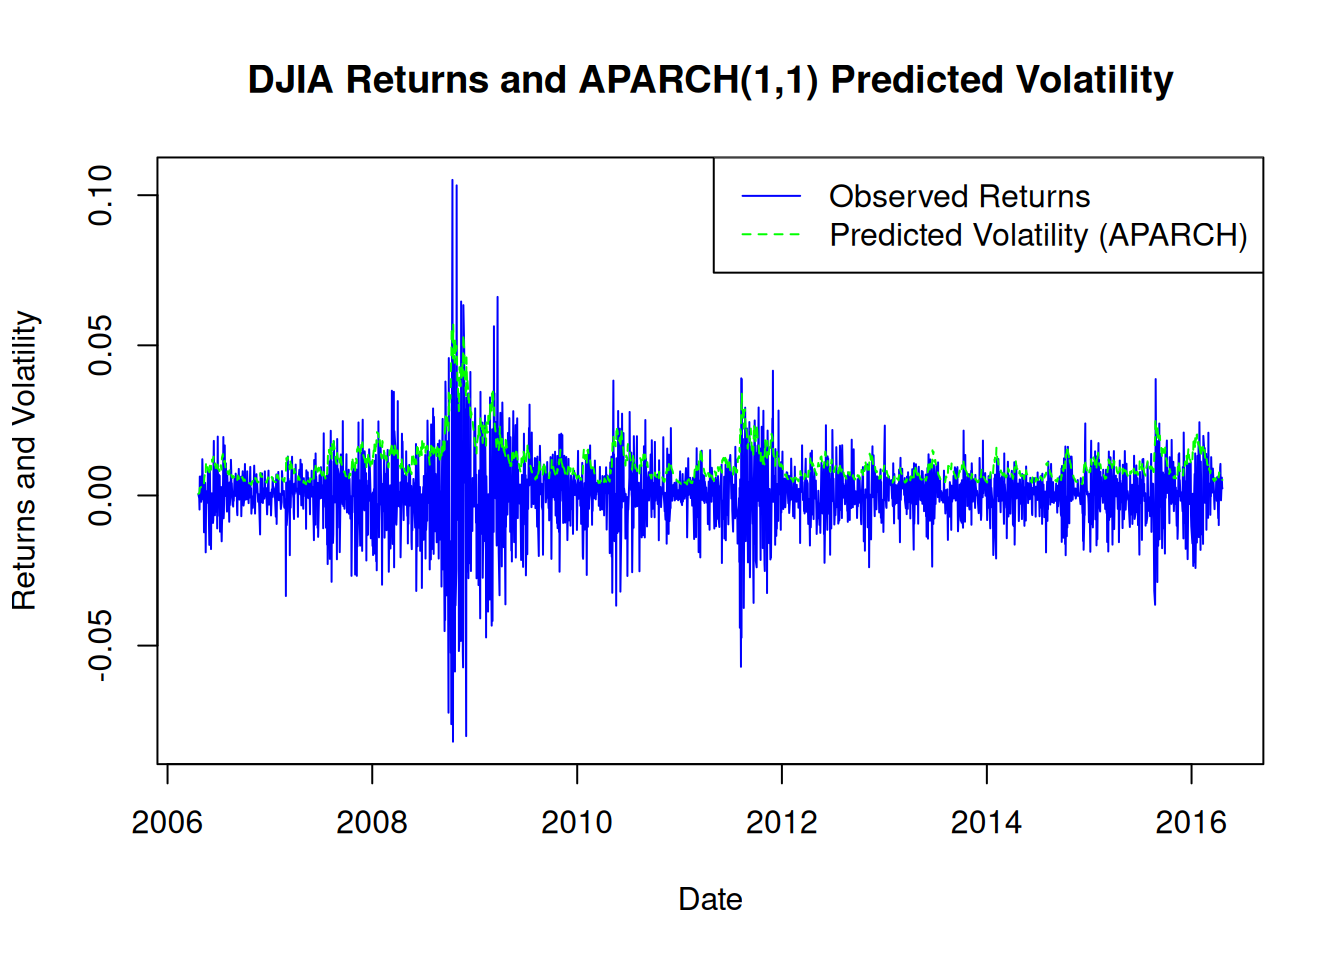 DJIA Returns and APARCH(1,1) Predicted Volatility
Observed Returns
Predicted Volatility (APARCH)
Returns and Volatility
0.10
0.05
0.00
-0.05
2006 2008 2010 2012 2014 2016
Date